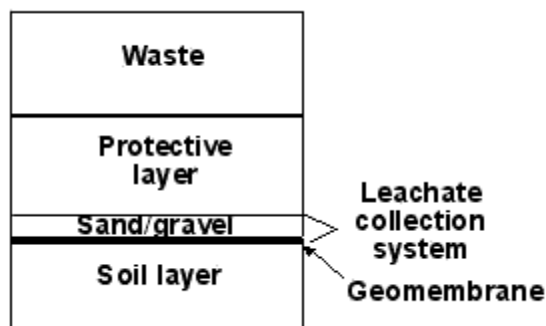 Waste
Protective
layer
Sand/gravel
Leachate
collection
system
Soil layer
Geomembrane